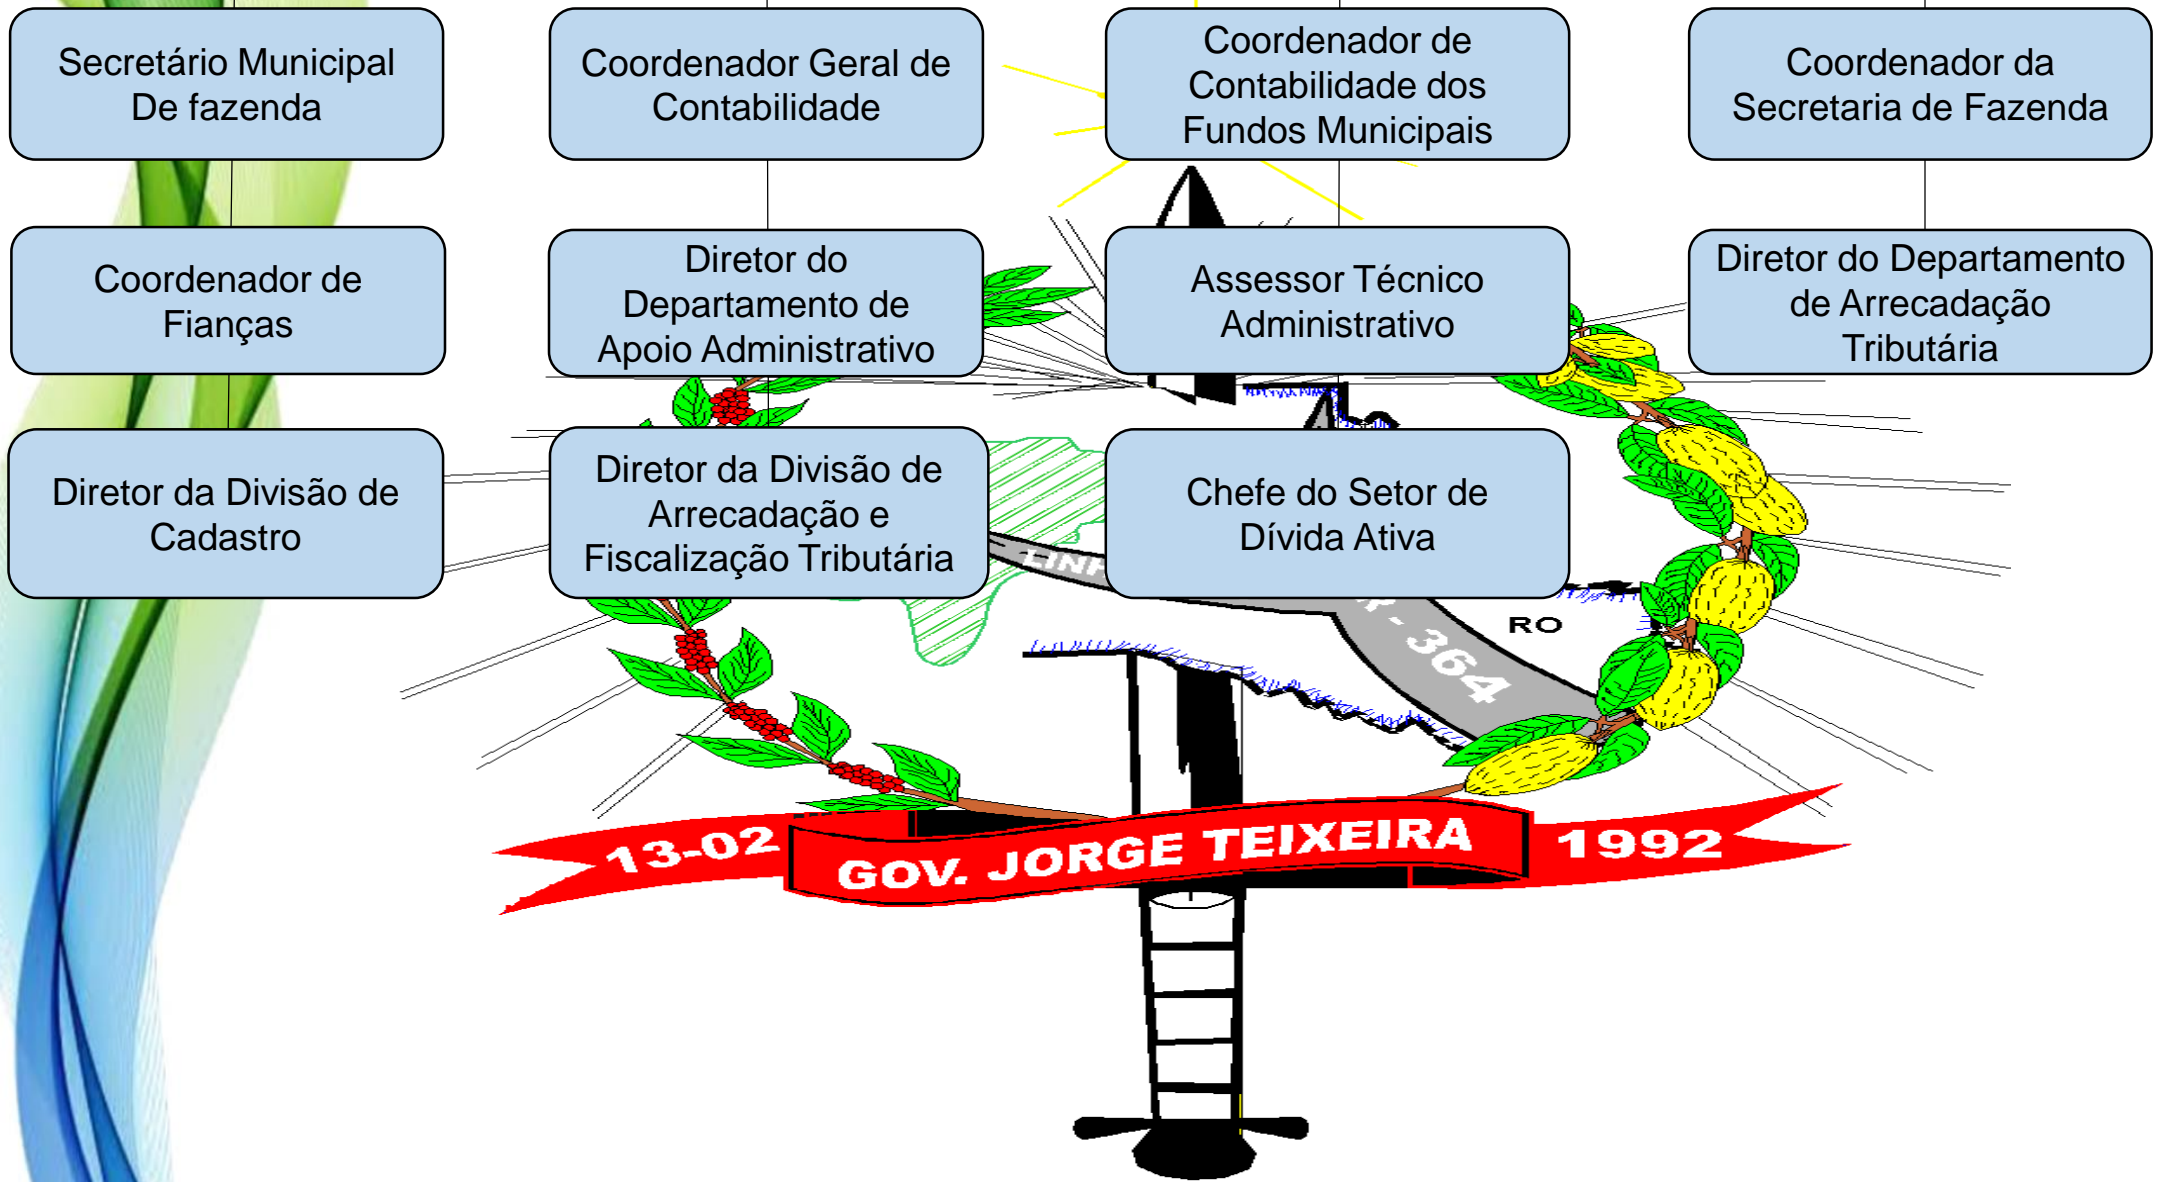 Secretário Municipal
De fazenda
Coordenador Geral de
Contabilidade
Coordenador de
Contabilidade dos
Fundos Municipais
Coordenador da
Secretaria de Fazenda
Coordenador de
Fianças
Diretor do
Departamento de
Apoio Administrativo
Assessor Técnico
Administrativo
Diretor do Departamento
de Arrecadação
Tributária
Diretor da Divisão de
Cadastro
Diretor da Divisão de
Arrecadação e
Fiscalização Tributária
Chefe do Setor de
Dívida Ativa
- 364
RO
13-02
GOV. JORGE TEIXEIRA
1992